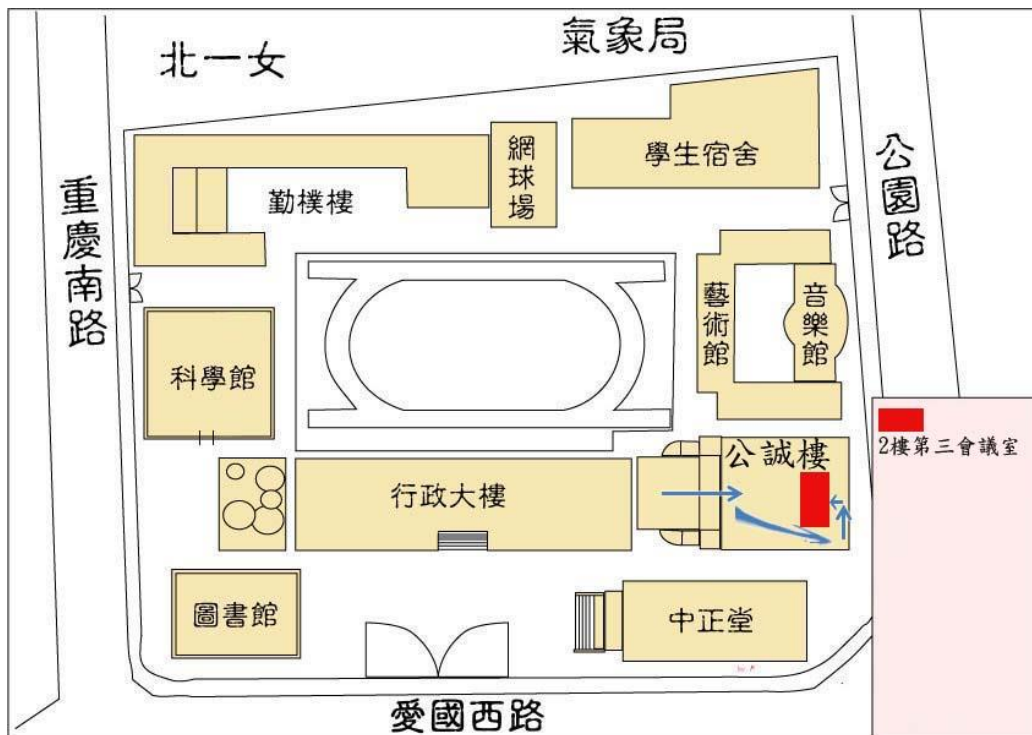 氣象局
北一女
網球場
學生宿舍
公園路
重慶南路
勤樸樓
藝術館
音樂館
科學館
2樓第三會議室
公誠樓
行政大樓
圖書館
中正堂
愛國西路